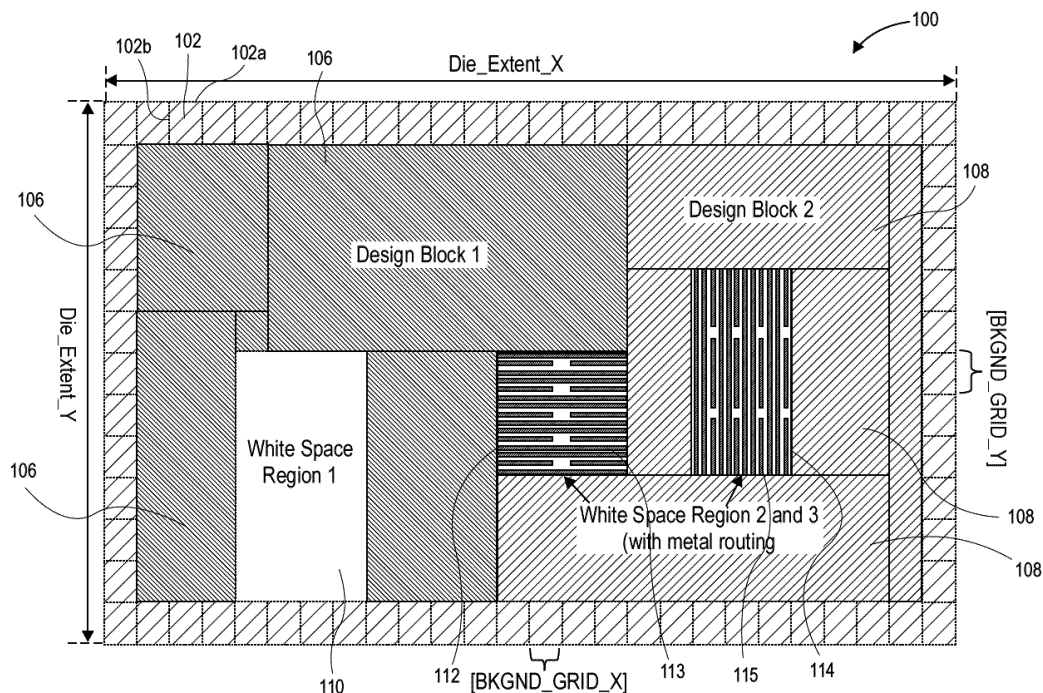 100
102b
102
102a
106
Die_Extent_X
108
106
Design Block 2
Design Block 1
Die_Extent_Y
[BKGND_GRID_Y]
White Space
Region 1
106
White Space Region 2 and 3
(with metal routing
108
108
110
112
[BKGND_GRID_X]
113
115
114